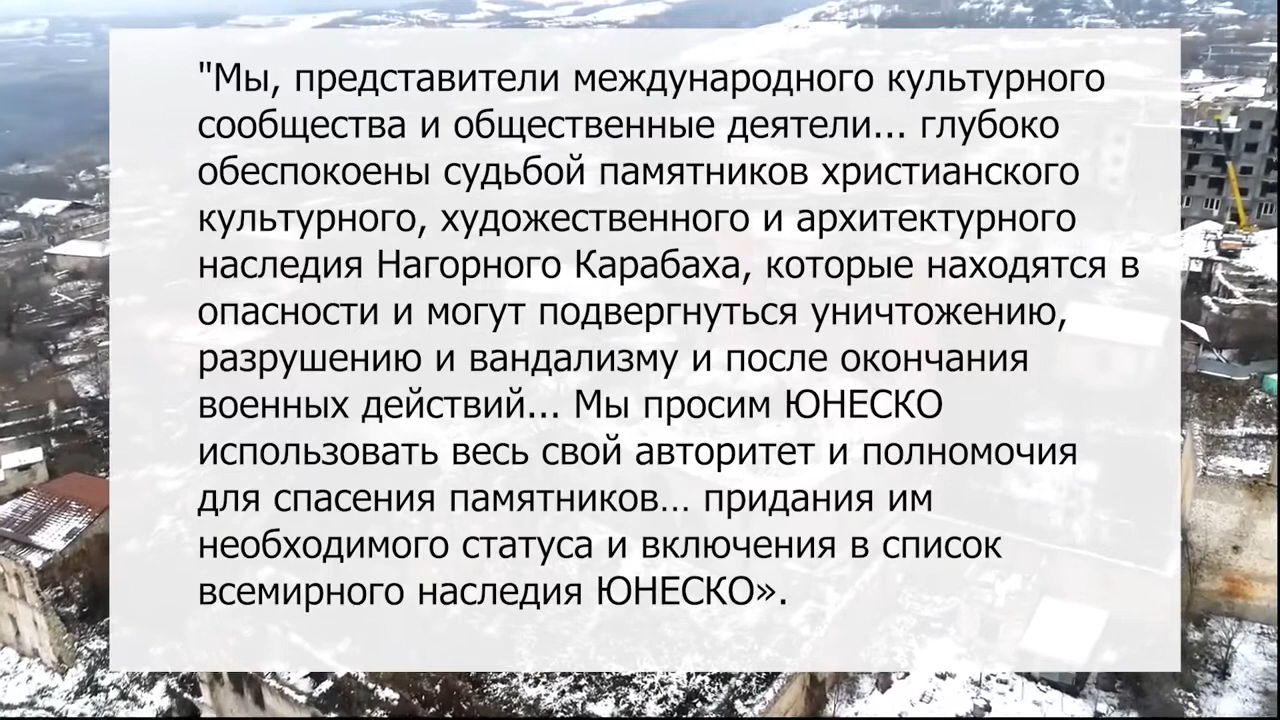 "Мы, представители международного культурного
сообщества и общественные деятели... глубоко
обеспокоены судьбой памятников христианского
культурного, художественного и архитектурного
наследия Нагорного Карабаха, которые находятся в
опасности и могут подвергнуться уничтожению,
разрушению и вандализму и после окончания
военных действий... Мы просим ЮНЕСКО
использовать весь свой авторитет и полномочия
для спасения памятников… придания им
необходимого статуса и включения в список
всемирного наследия ЮНЕСКО».